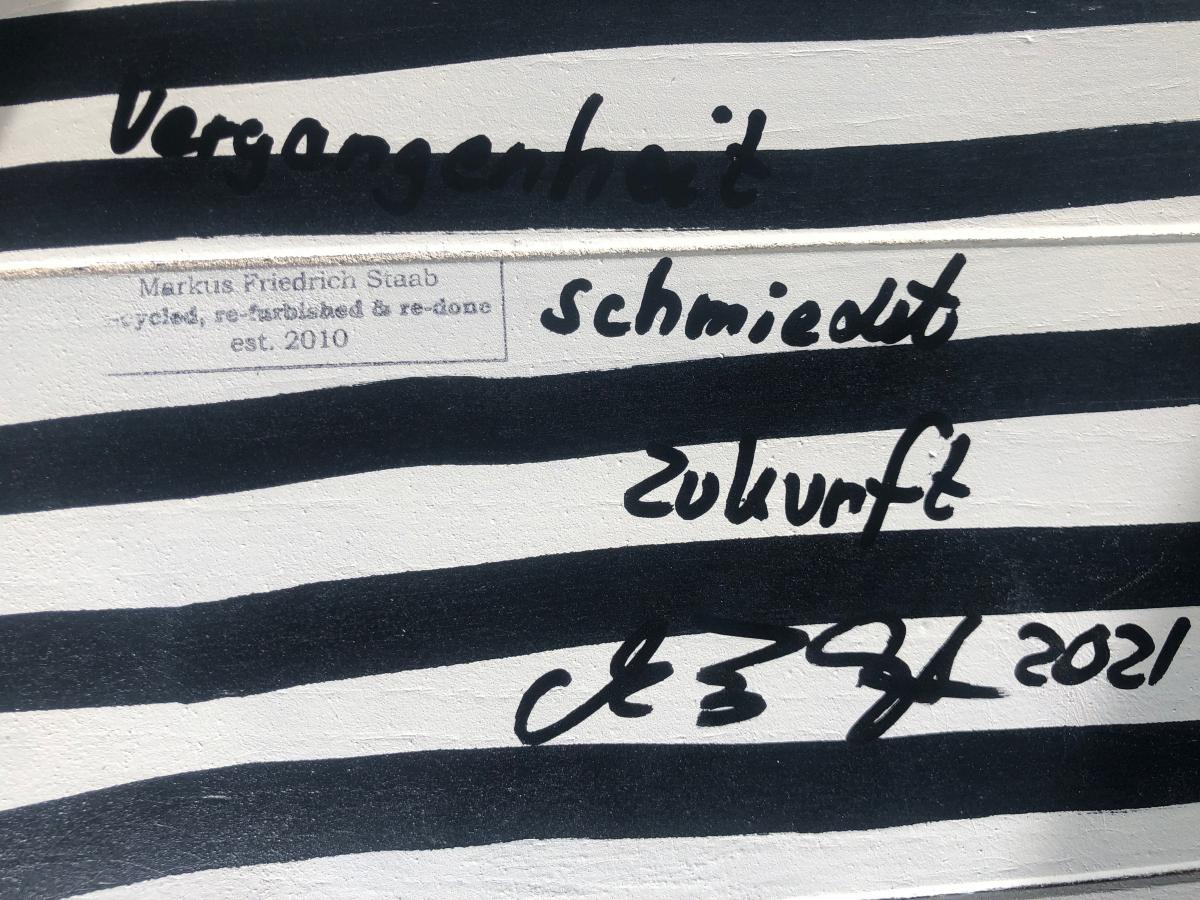 Vergangenheit
Markus Friedrich Staab
re-furbished & re-done
est. 2010
schmiedet
Zukunft
2021